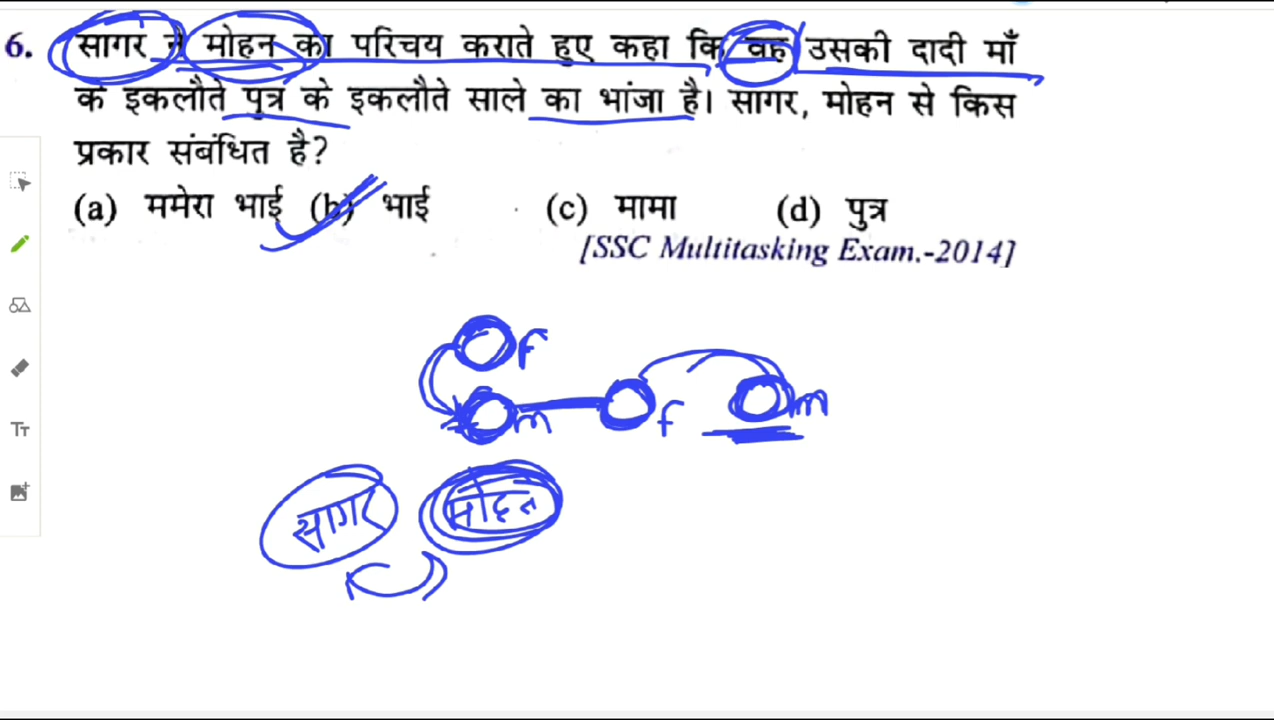 6. सागर ने मोहन का परिचय कराते हुए कहा कि वह उसकी दादी माँ
के इकलौते पुत्र के इकलौते साले का भांजा है। सागर, मोहन से किस
प्रकार संबंधित है?
(a) ममेरा भाई (b) भाई (c) मामा (d) पुत्र
[SSC Multitasking Exam.-2014]
f
m f m
सागर मोहन